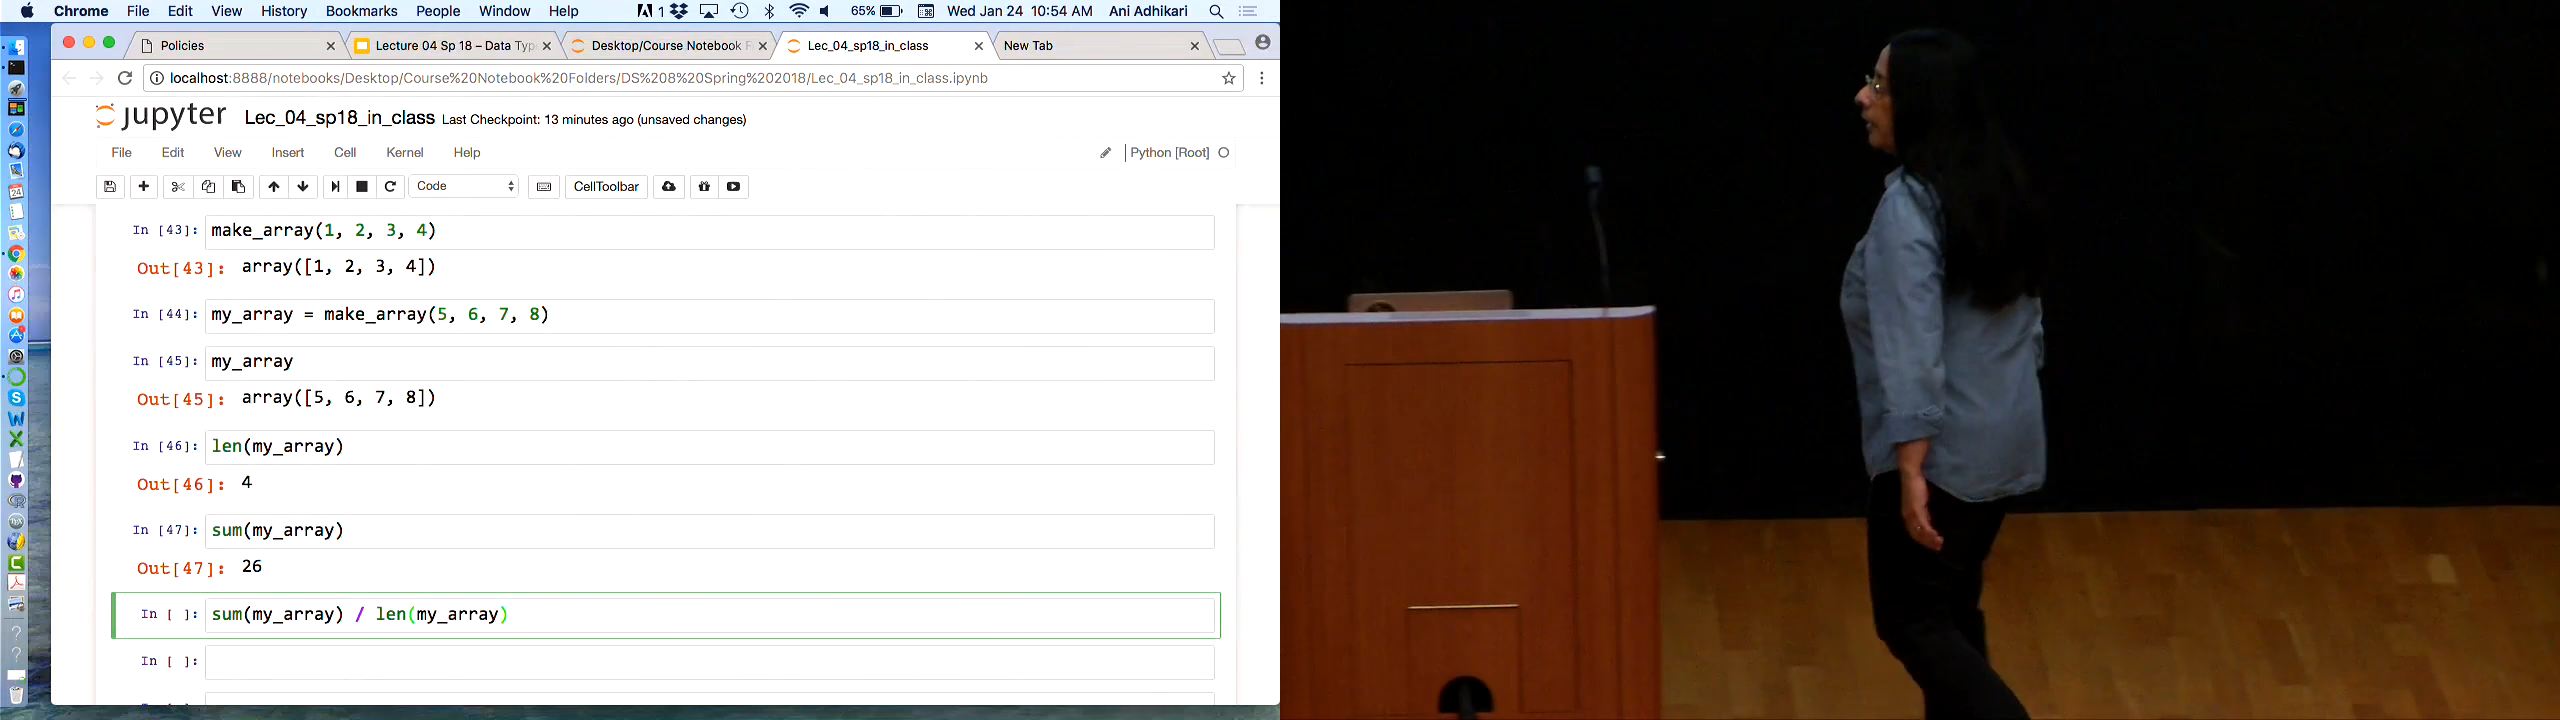 Chrome File Edit View History Bookmarks People Window Help 1 65% Wed Jan 24 10:54 AM Ani Adhikari
Policies Lecture 04 Sp 18 – Data Typ Desktop/Course Notebook F Lec_04_sp18_in_class New Tab
localhost:8888/notebooks/Desktop/Course%20Notebook%20Folders/DS%208%20Spring%202018/Lec_04_sp18_in_class.ipynb
jupyter Lec_04_sp18_in_class Last Checkpoint: 13 minutes ago (unsaved changes)
File Edit View Insert Cell Kernel Help Python [Root]
Code CellToolbar
In [43]: make_array(1, 2, 3, 4)
Out[43]: array([1, 2, 3, 4])
In [44]: my_array = make_array(5, 6, 7, 8)
In [45]: my_array
Out[45]: array([5, 6, 7, 8])
In [46]: len(my_array)
Out[46]: 4
In [47]: sum(my_array)
Out[47]: 26
In [ ]: sum(my_array) / len(my_array)
In [ ]: